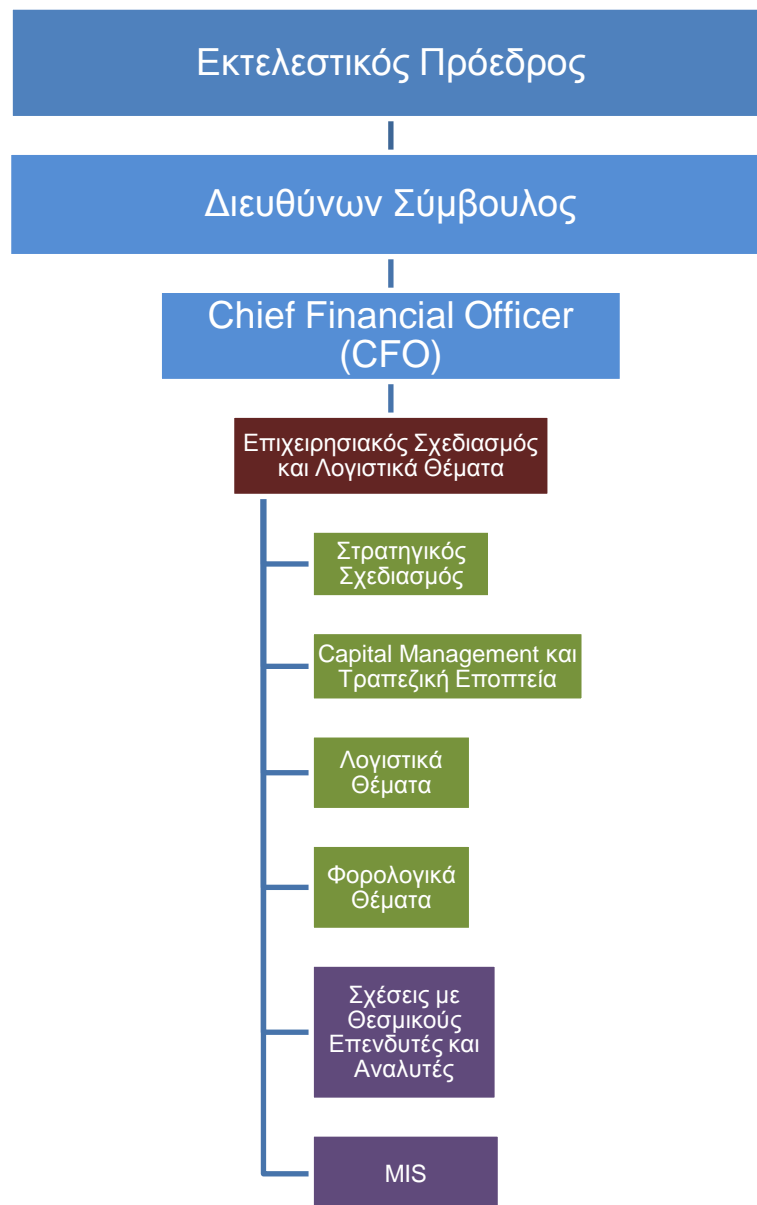 Εκτελεστικός Πρόεδρος
Διευθύνων Σύμβουλος
Chief Financial Officer
(CFO)
Επιχειρησιακός Σχεδιασμός
και Λογιστικά Θέματα
Στρατηγικός
Σχεδιασμός
Capital Management και
Τραπεζική Εποπτεία
Λογιστικά
Θέματα
Φορολογικά
Θέματα
Σχέσεις με
Θεσμικούς
Επενδυτές και
Αναλυτές
MIS